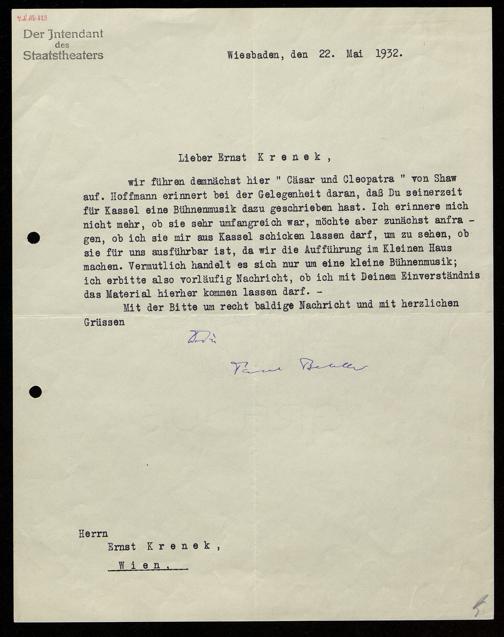 Der Intendant
des
Staatstheaters
Wiesbaden, den 22. Mai 1932.
Lieber Ernst K r e n e k ,
wir führen demnächst hier " Cäsar und Cleopatra " von Shaw
auf. Hoffmann erinnert bei der Gelegenheit daran, daß Du seinerzeit
für Kassel eine Bühnenmusik dazu geschrieben hast. Ich erinnere mich
nicht mehr, ob sie sehr umfangreich war, möchte aber zunächst anfra -
gen, ob ich sie mir aus Kassel schicken lassen darf, um zu sehen, ob
sie für uns ausführbar ist, da wir die Aufführung im Kleinen Haus
machen. Vermutlich handelt es sich nur um eine kleine Bühnenmusik;
ich erbitte also vorläufig Nachricht, ob ich mit Deinem Einverständnis
das Material hierher kommen lassen darf. -
Mit der Bitte um recht baldige Nachricht und mit herzlichen
Grüssen
Paul Bekker
Herrn
Ernst K r e n e k ,
W i e n .